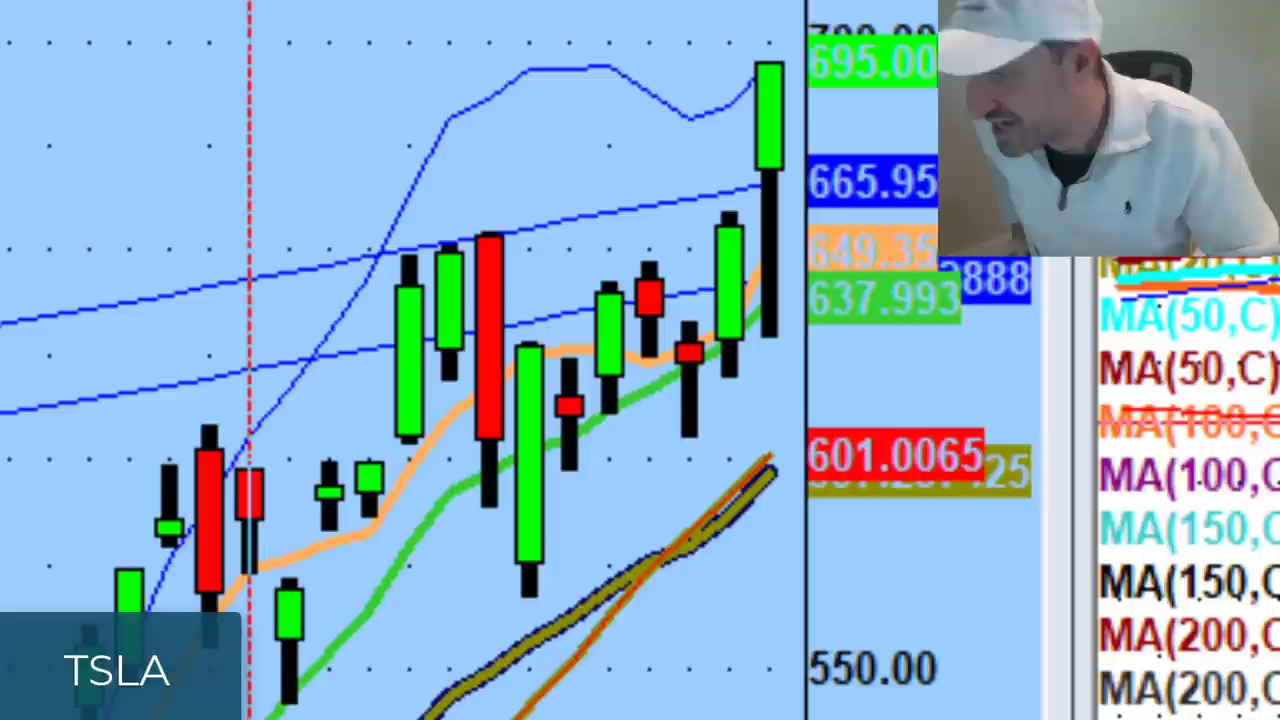 695.00
665.95
649.35
637.993
601.0065
550.00
MA(50,C)
MA(50,C)
MA(100,Q
MA(150,C
MA(150,Q
MA(200,C
MA(200,C
TSLA